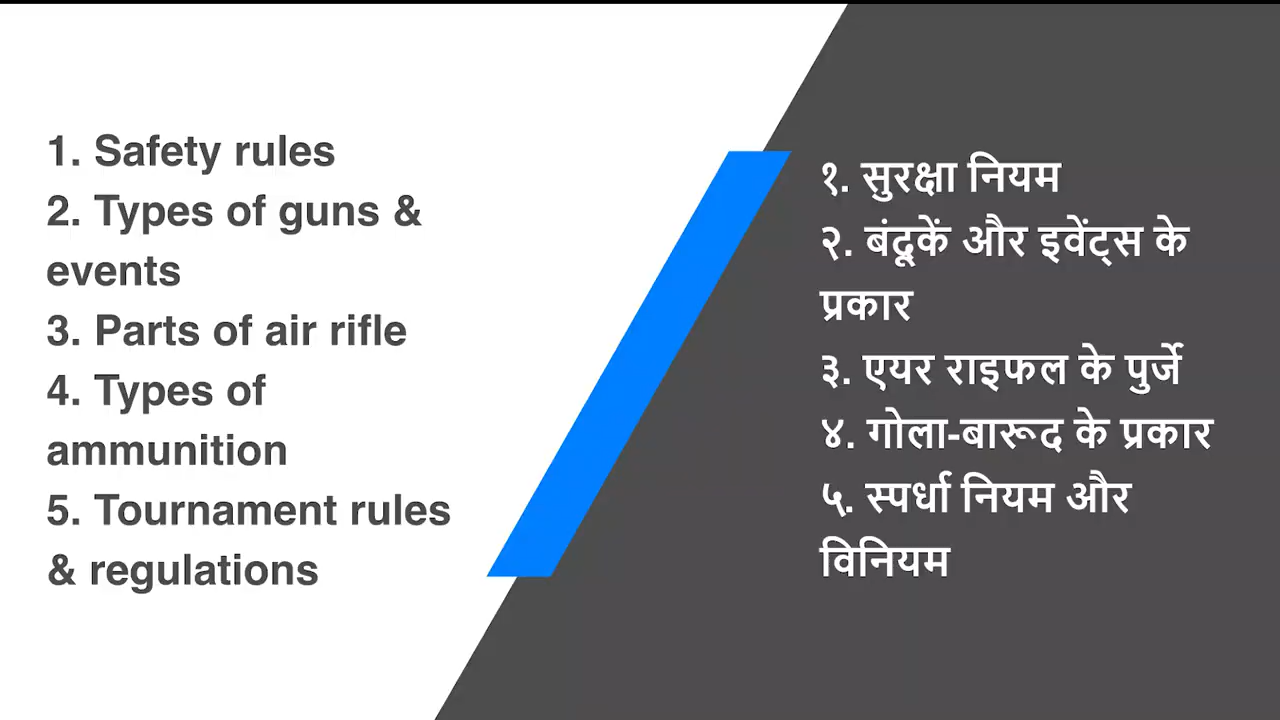 1. Safety rules
2. Types of guns &
events
3. Parts of air rifle
4. Types of
ammunition
5. Tournament rules
& regulations
१. सुरक्षा नियम
२. बंदूकें और इवेंट्स के
प्रकार
३. एयर राइफल के पुर्जे
४. गोला-बारूद के प्रकार
५. स्पर्धा नियम और
विनियम